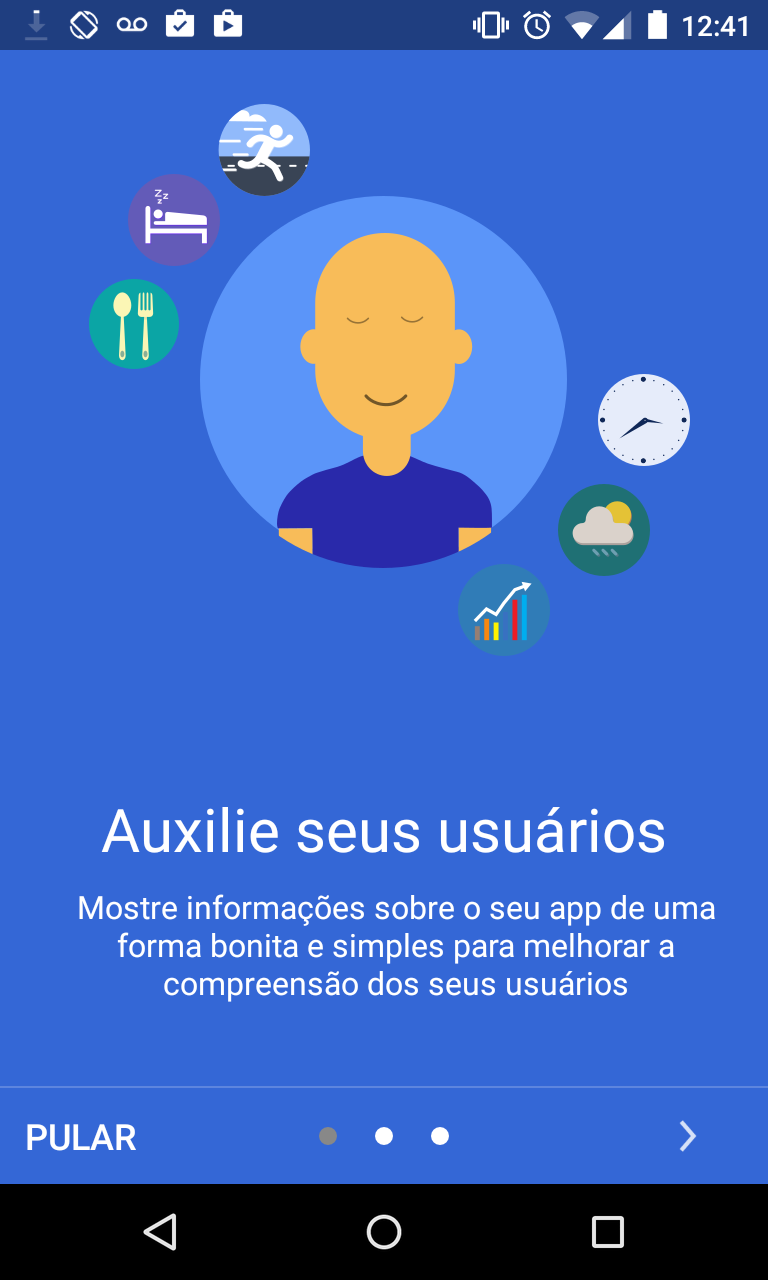 12:41
zzz
Auxilie seus usuários
Mostre informações sobre o seu app de uma
forma bonita e simples para melhorar a
compreensão dos seus usuários
PULAR